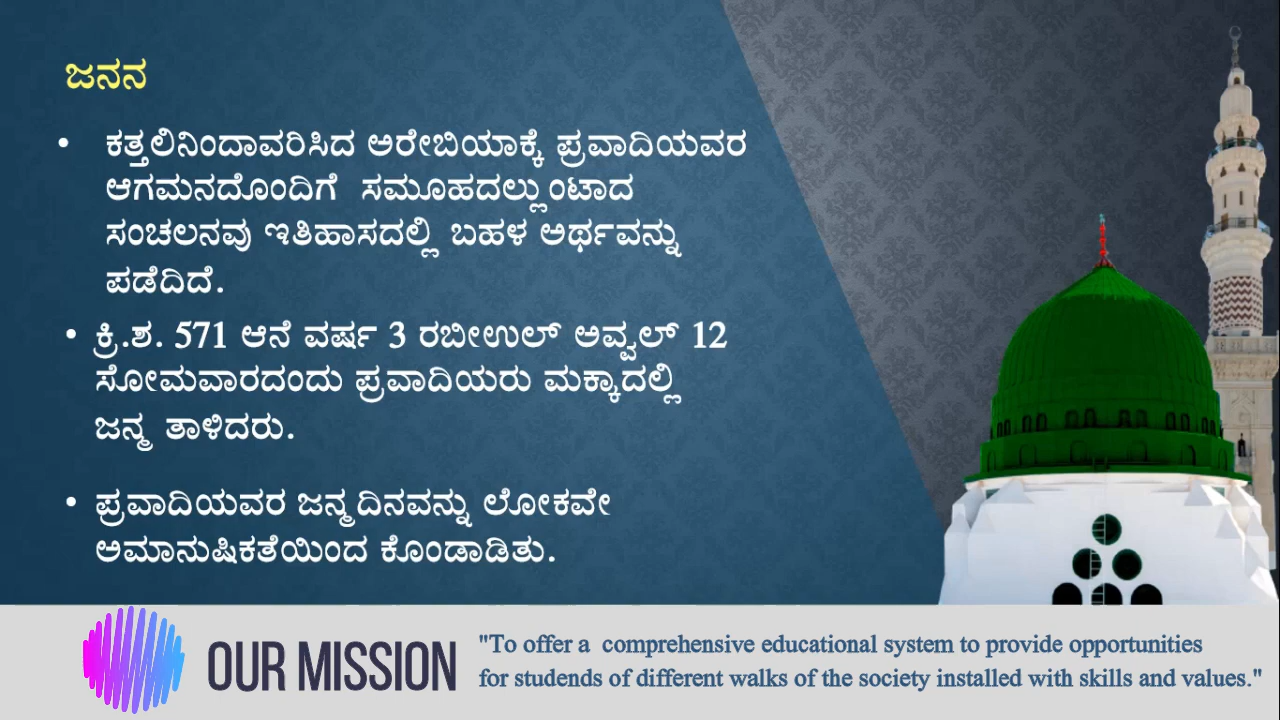 ಜನನ
• ಕತ್ತಲಿನಿಂದಾವರಿಸಿದ ಅರೇಬಿಯಾಕ್ಕೆ ಪ್ರವಾದಿಯವರ
ಆಗಮನದೊಂದಿಗೆ ಸಮೂಹದಲ್ಲುಂಟಾದ
ಸಂಚಲನವು ಇತಿಹಾಸದಲ್ಲಿ ಬಹಳ ಅರ್ಥವನ್ನು
ಪಡೆದಿದೆ.
• ಕ್ರಿ.ಶ. 571 ಆನೆ ವರ್ಷ 3 ರಬೀಉಲ್ ಅವ್ವಲ್ 12
ಸೋಮವಾರದಂದು ಪ್ರವಾದಿಯರು ಮಕ್ಕಾದಲ್ಲಿ
ಜನ್ಮ ತಾಳಿದರು.
• ಪ್ರವಾದಿಯವರ ಜನ್ಮದಿನವನ್ನು ಲೋಕವೇ
ಅಮಾನುಷಿಕತೆಯಿಂದ ಕೊಂಡಾಡಿತು.
OUR MISSION
"To offer a comprehensive educational system to provide opportunities
for studends of different walks of the society installed with skills and values."